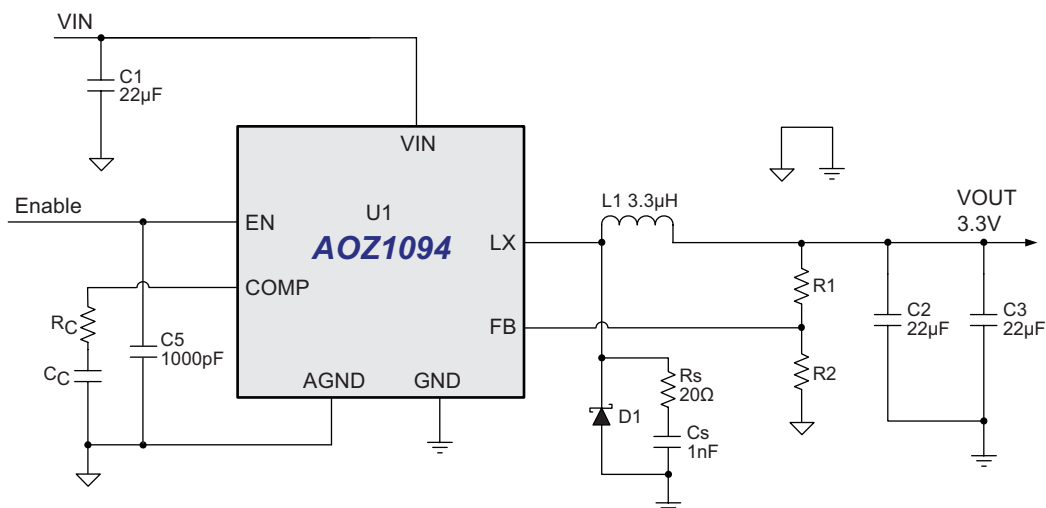 VIN
C1
22µF
VIN
Enable
EN
U1
AOZ1094
LX
L1 3.3µH
VOUT
3.3V
COMP
FB
R1
C2
22µF
C3
22µF
RC
CC
C5
1000pF
AGND
GND
R2
Rs
20Ω
D1
Cs
1nF